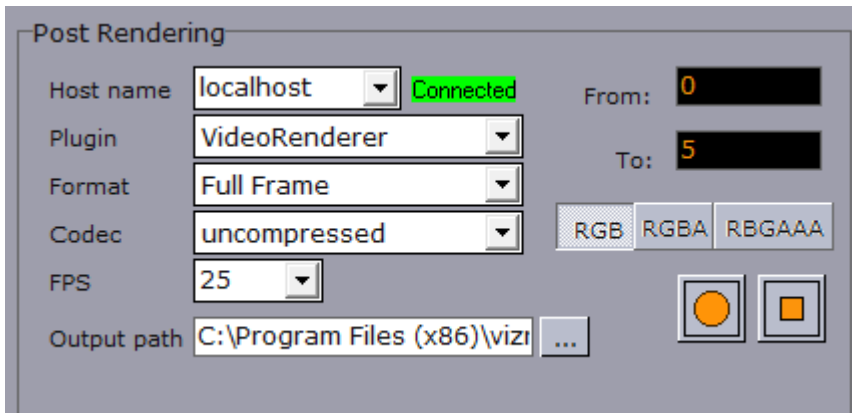 Post Rendering
Host name localhost Connected From: 0
Plugin VideoRenderer To: 5
Format Full Frame
Codec uncompressed RGB RGBA RBGAAA
FPS 25
Output path C:\Program Files (x86)\vizr ...